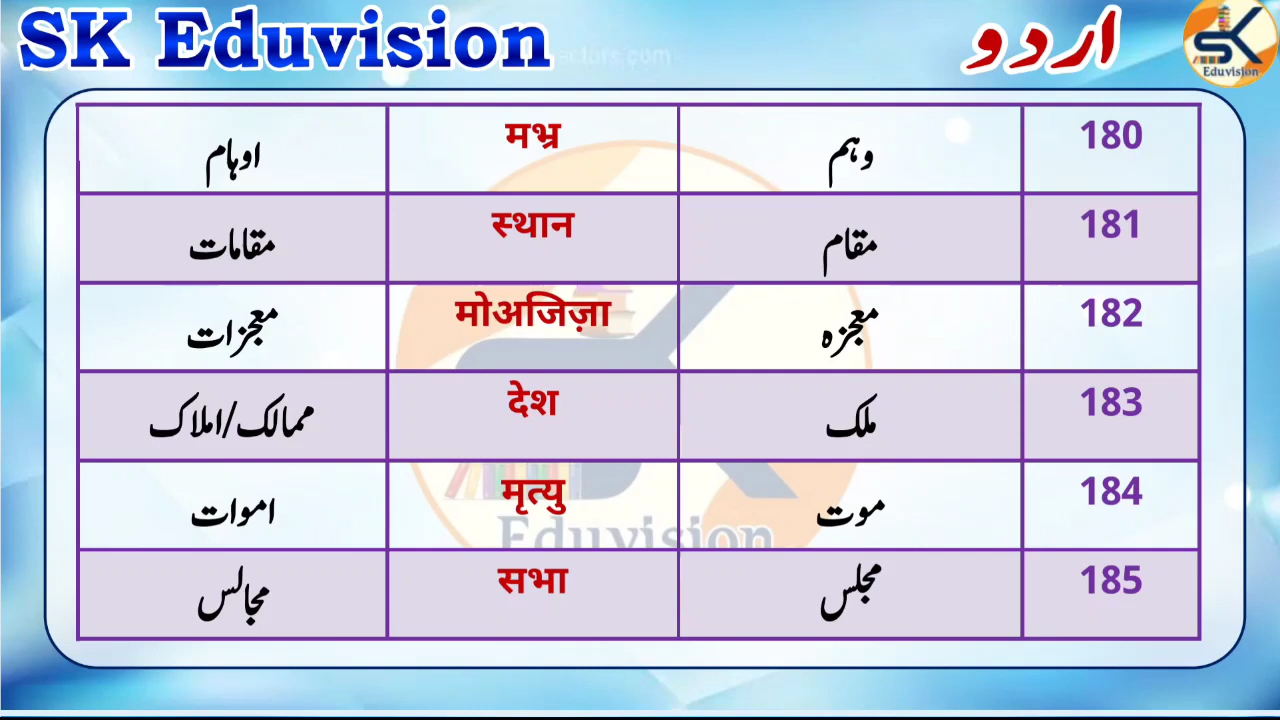 SK Eduvision
اردو
SK
Eduvision
180 وہم मभ्र اوہام
181 مقام स्थान مقامات
182 معجزہ मोअजिज़ा معجزات
183 ملک देश ممالک/املاک
184 موت मृत्यु اموات
185 مجلس सभा مجالس
Eduvision